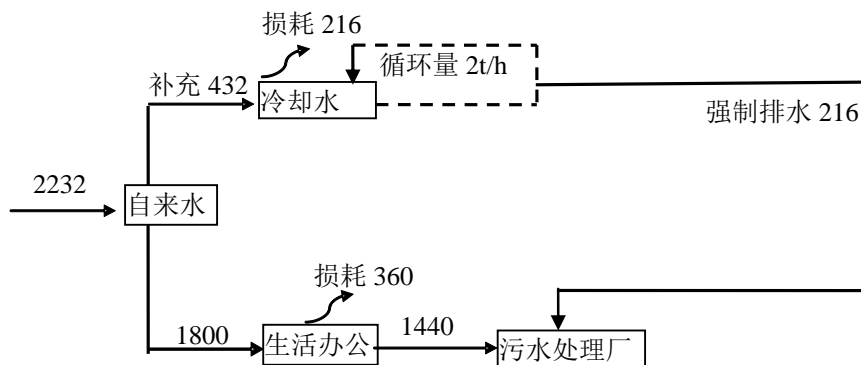 损耗 216
循环量 2t/h
补充 432
冷却水
强制排水 216
2232
自来水
损耗 360
1800
1440
生活办公
污水处理厂